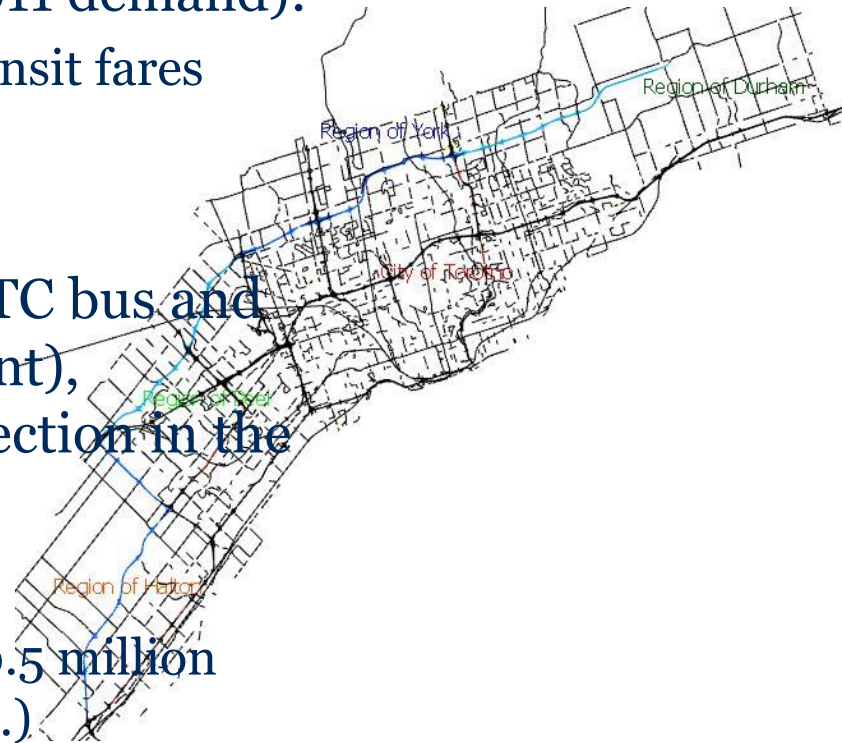 demand).
nsit fares
Region of Durham
Region of York
City of Toronto
TC bus and
nt),
Region of Peel
ection in the
Region of Halton
.5 million
.)